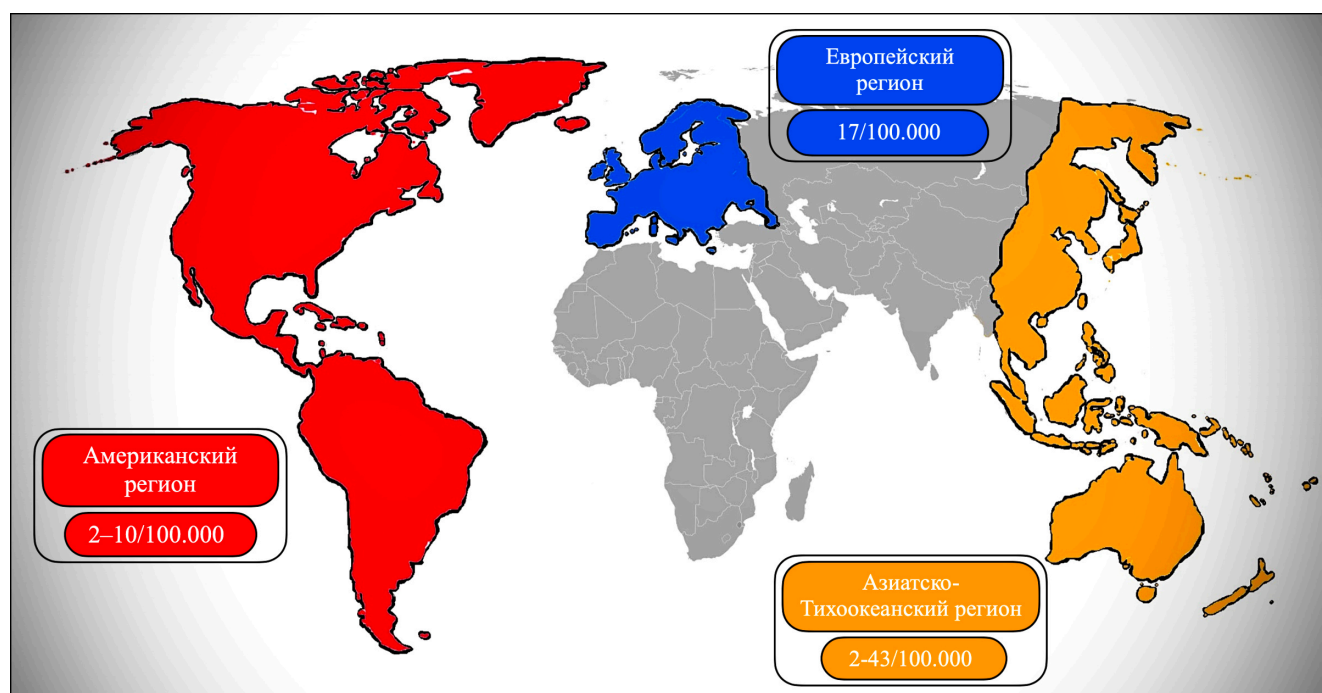 Европейский
регион
17/100.000
Американский
регион
2–10/100.000
Азиатско-
Тихоокеанский регион
2-43/100.000